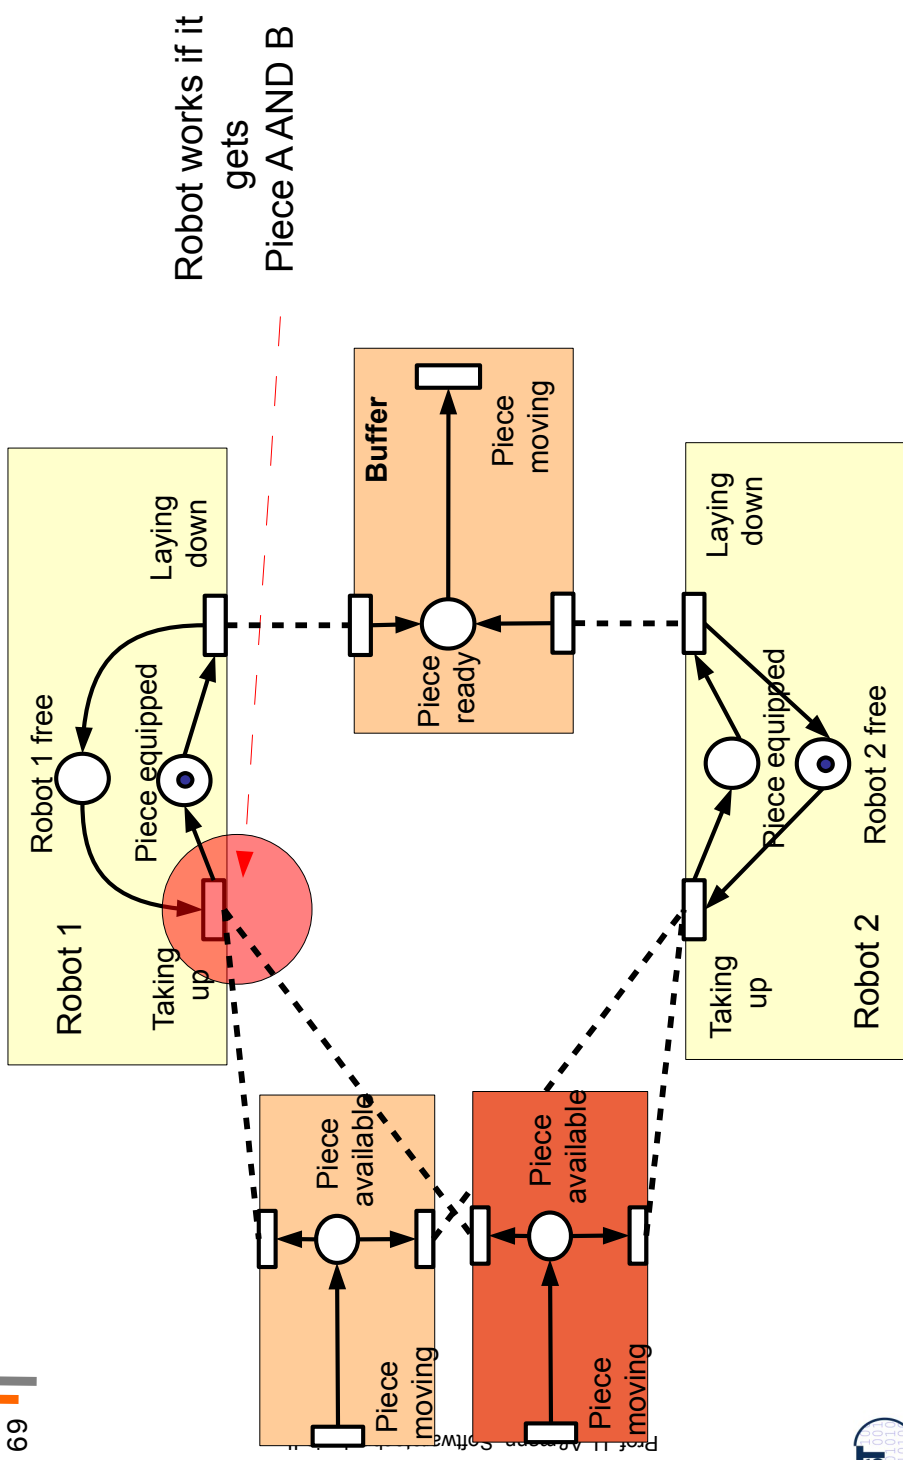 Robot works if it
gets
Piece A AND B
Robot 1
Robot 1 free
Piece equipped
Taking
up
Laying
down
Piece
available
Piece
moving
Buffer
Piece
ready
Piece
moving
Piece
available
Piece
moving
Taking
up
Laying
down
Piece equipped
Robot 2 free
Robot 2
69
ST